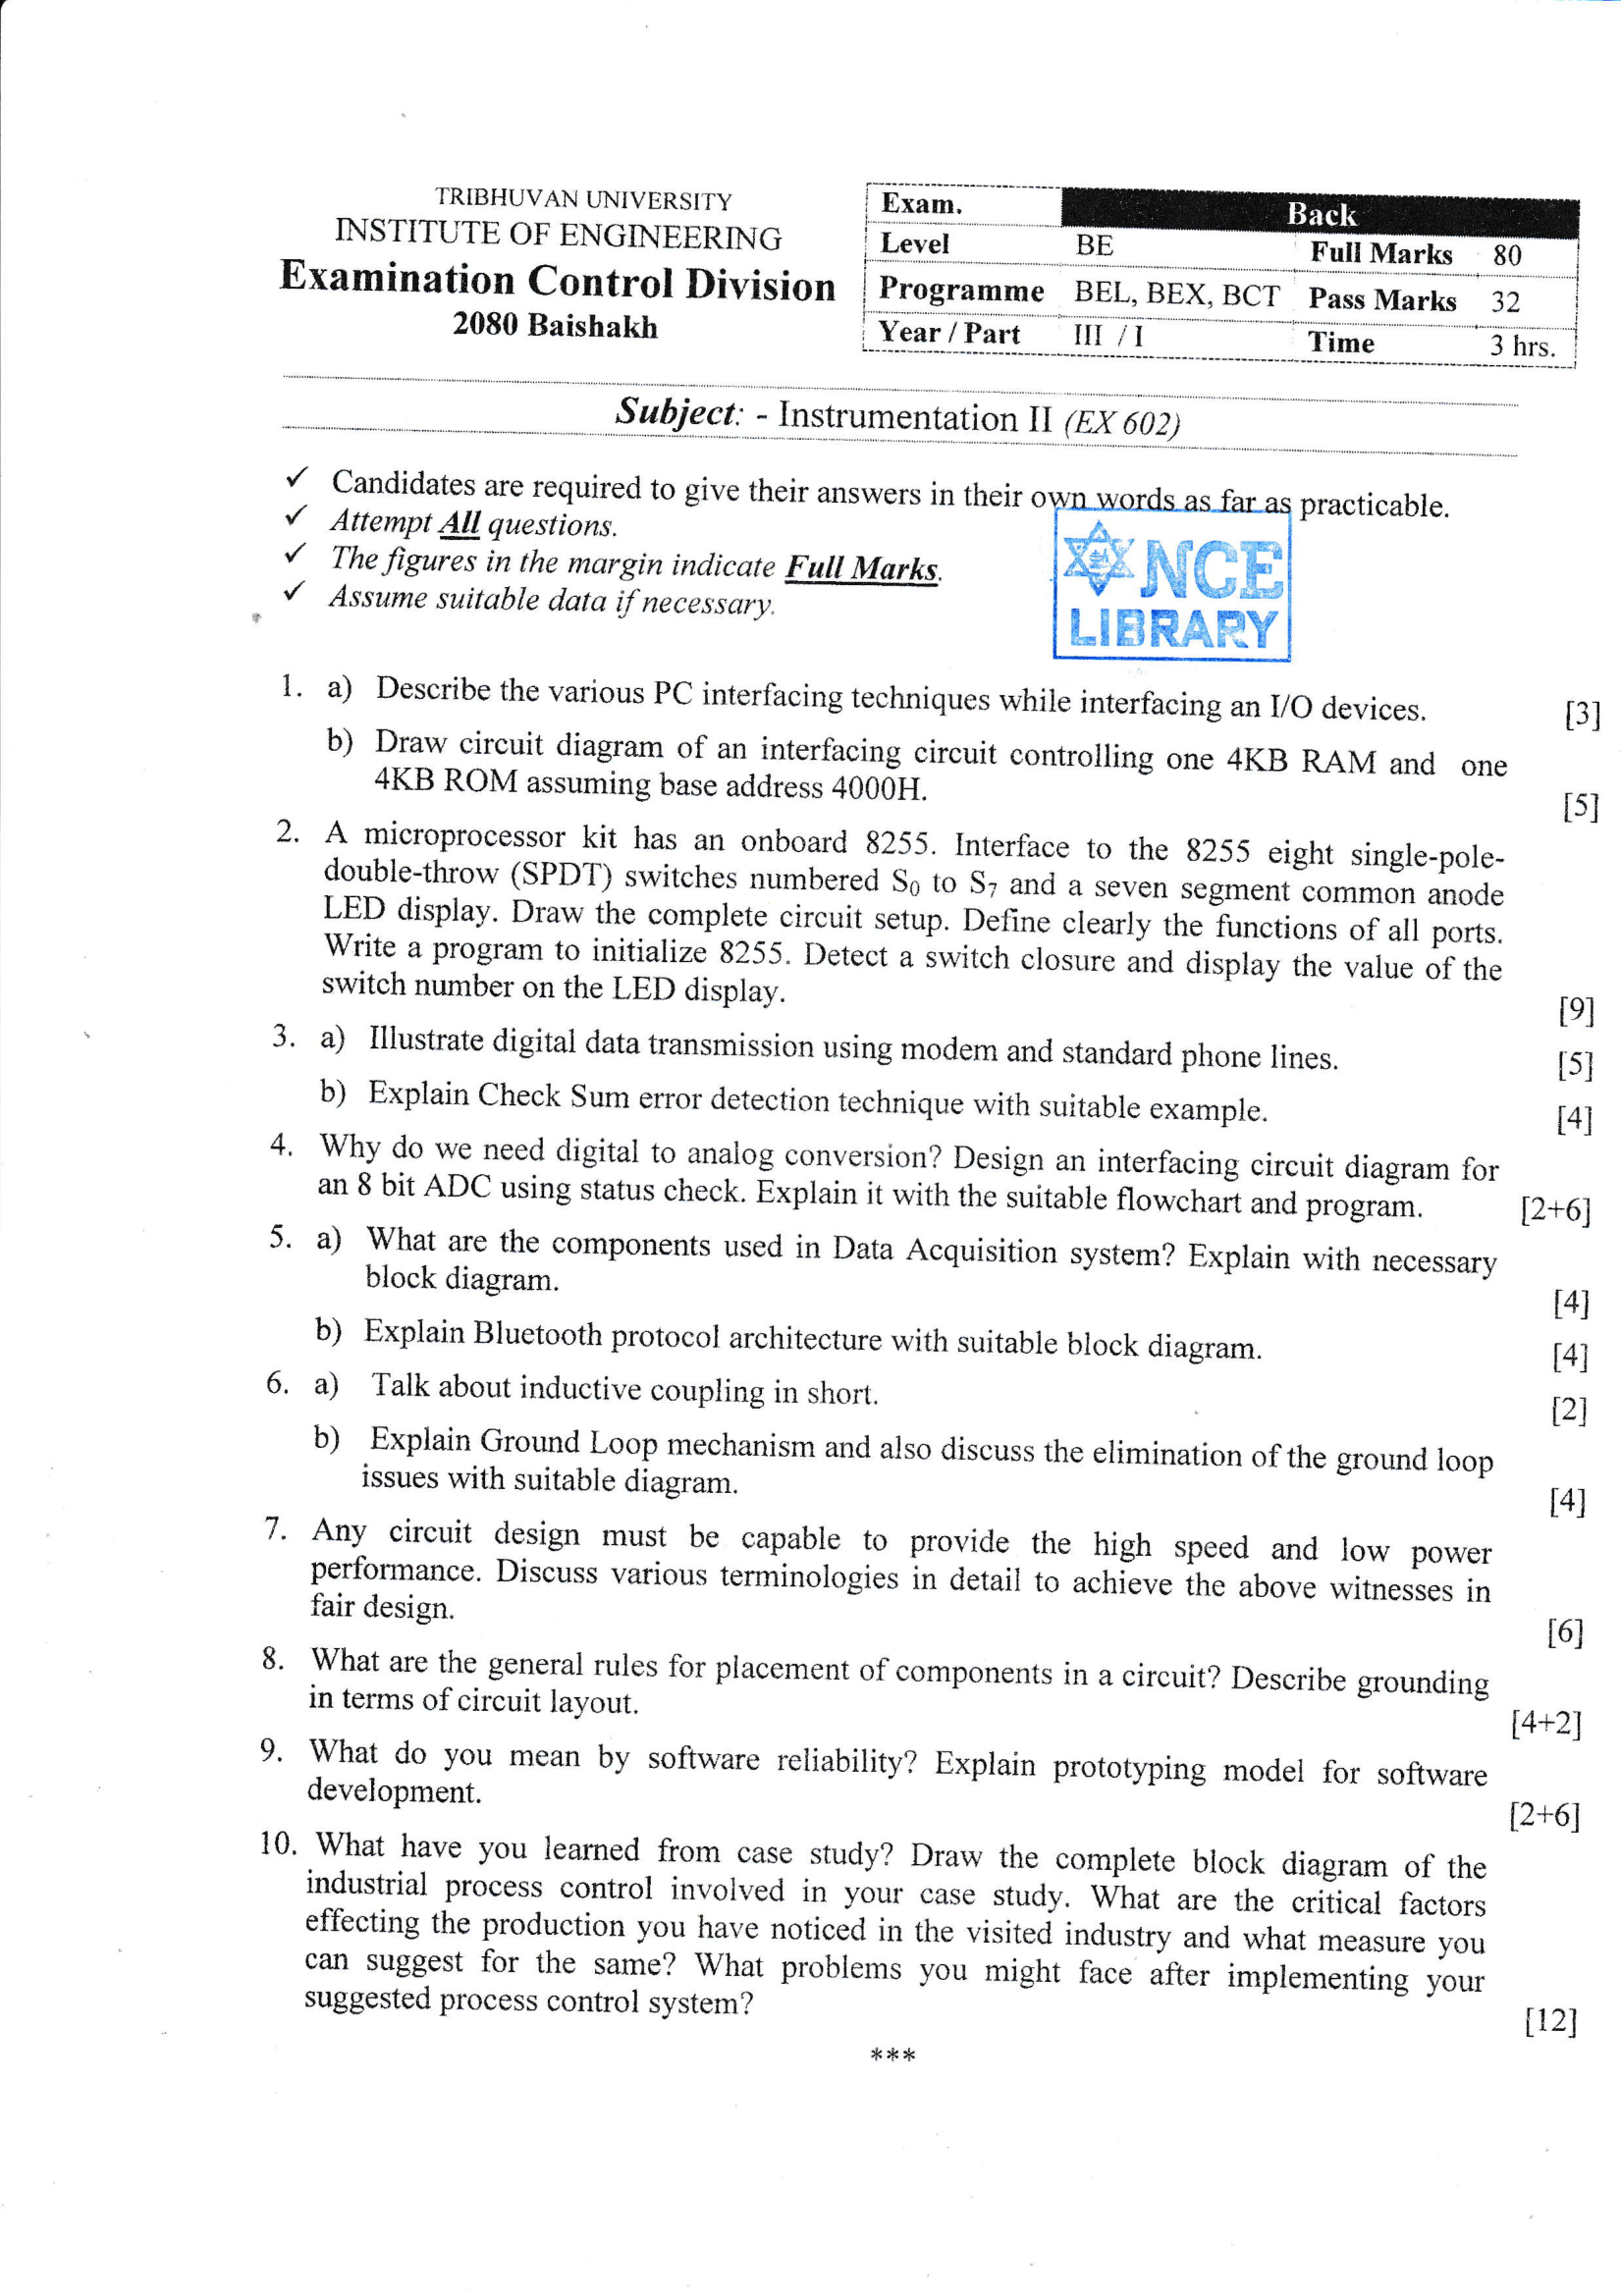 TRIBHUVAN UNIVERSITY
INSTITUTE OF ENGINEERING
Examination Control Division
2080 Baishakh
Exam. Back
Level BE Full Marks 80
Programme BEL, BEX, BCT Pass Marks 32
Year / Part III / I Time 3 hrs.
Subject: - Instrumentation II (EX 602)
✓ Candidates are required to give their answers in their own words as far as practicable.
✓ Attempt All questions.
✓ The figures in the margin indicate Full Marks.
✓ Assume suitable data if necessary.
NCE
LIBRARY
1. a) Describe the various PC interfacing techniques while interfacing an I/O devices. [3]
b) Draw circuit diagram of an interfacing circuit controlling one 4KB RAM and one
4KB ROM assuming base address 4000H. [5]
2. A microprocessor kit has an onboard 8255. Interface to the 8255 eight single-pole-
double-throw (SPDT) switches numbered S0 to S7 and a seven segment common anode
LED display. Draw the complete circuit setup. Define clearly the functions of all ports.
Write a program to initialize 8255. Detect a switch closure and display the value of the
switch number on the LED display. [9]
3. a) Illustrate digital data transmission using modem and standard phone lines. [5]
b) Explain Check Sum error detection technique with suitable example. [4]
4. Why do we need digital to analog conversion? Design an interfacing circuit diagram for
an 8 bit ADC using status check. Explain it with the suitable flowchart and program. [2+6]
5. a) What are the components used in Data Acquisition system? Explain with necessary
block diagram. [4]
b) Explain Bluetooth protocol architecture with suitable block diagram. [4]
6. a) Talk about inductive coupling in short. [2]
b) Explain Ground Loop mechanism and also discuss the elimination of the ground loop
issues with suitable diagram. [4]
7. Any circuit design must be capable to provide the high speed and low power
performance. Discuss various terminologies in detail to achieve the above witnesses in
fair design. [6]
8. What are the general rules for placement of components in a circuit? Describe grounding
in terms of circuit layout. [4+2]
9. What do you mean by software reliability? Explain prototyping model for software
development. [2+6]
10. What have you learned from case study? Draw the complete block diagram of the
industrial process control involved in your case study. What are the critical factors
effecting the production you have noticed in the visited industry and what measure you
can suggest for the same? What problems you might face after implementing your
suggested process control system? [12]
***